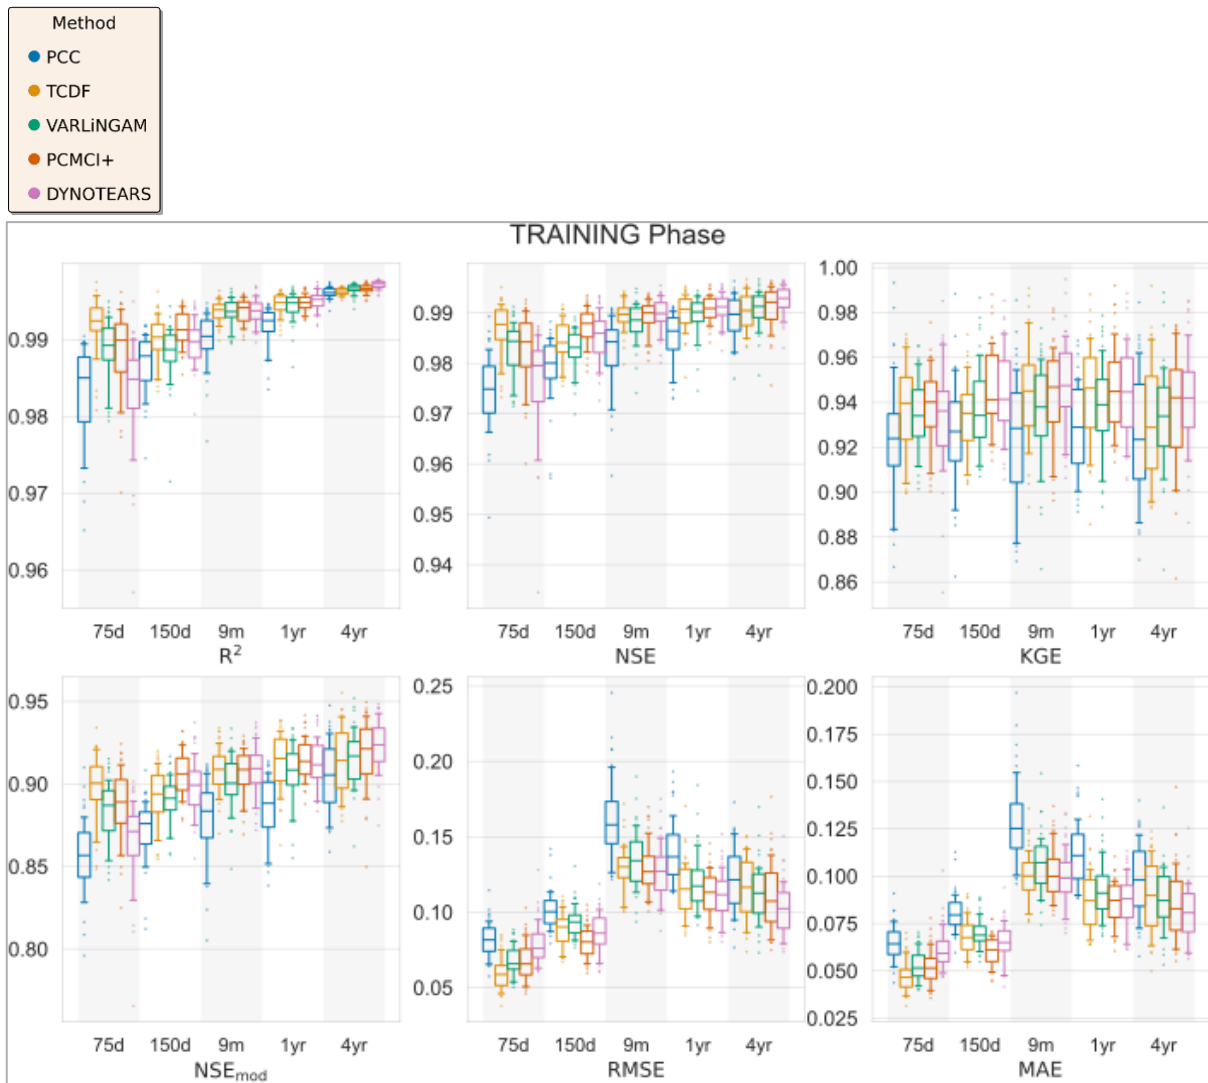 Method
PCC
TCDF
VARLiNGAM
PCMCI+
DYNOTEARS
TRAINING Phase
0.99
0.98
0.97
0.96
75d 150d 9m 1yr 4yr
R²
0.99
0.98
0.97
0.96
0.95
0.94
75d 150d 9m 1yr 4yr
NSE
1.00
0.98
0.96
0.94
0.92
0.90
0.88
0.86
75d 150d 9m 1yr 4yr
KGE
0.95
0.90
0.85
0.80
75d 150d 9m 1yr 4yr
NSEmod
0.25
0.20
0.15
0.10
0.05
75d 150d 9m 1yr 4yr
RMSE
0.200
0.175
0.150
0.125
0.100
0.075
0.050
0.025
75d 150d 9m 1yr 4yr
MAE